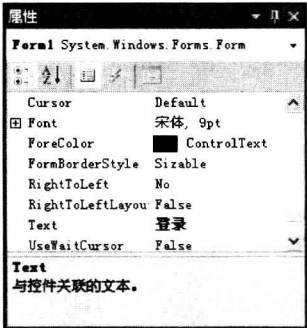 属性
Form1 System.Windows.Forms.Form
Cursor Default
Font 宋体, 9pt
ForeColor ControlText
FormBorderStyle Sizable
RightToLeft No
RightToLeftLayou False
Text 登录
UseWaitCursor False
Text
与控件关联的文本。